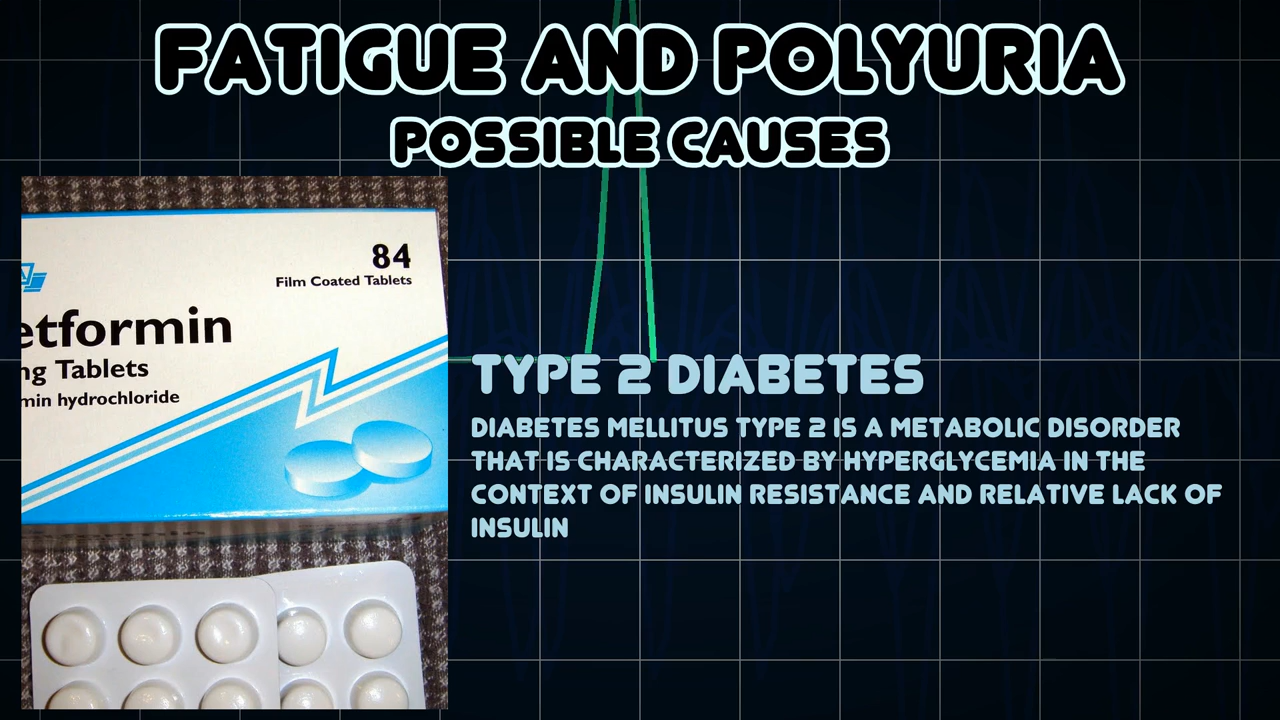 FATIGUE AND POLYURIA
POSSIBLE CAUSES
84
Film Coated Tablets
etformin
ng Tablets
min hydrochloride
TYPE 2 DIABETES
DIABETES MELLITUS TYPE 2 IS A METABOLIC DISORDER
THAT IS CHARACTERIZED BY HYPERGLYCEMIA IN THE
CONTEXT OF INSULIN RESISTANCE AND RELATIVE LACK OF
INSULIN